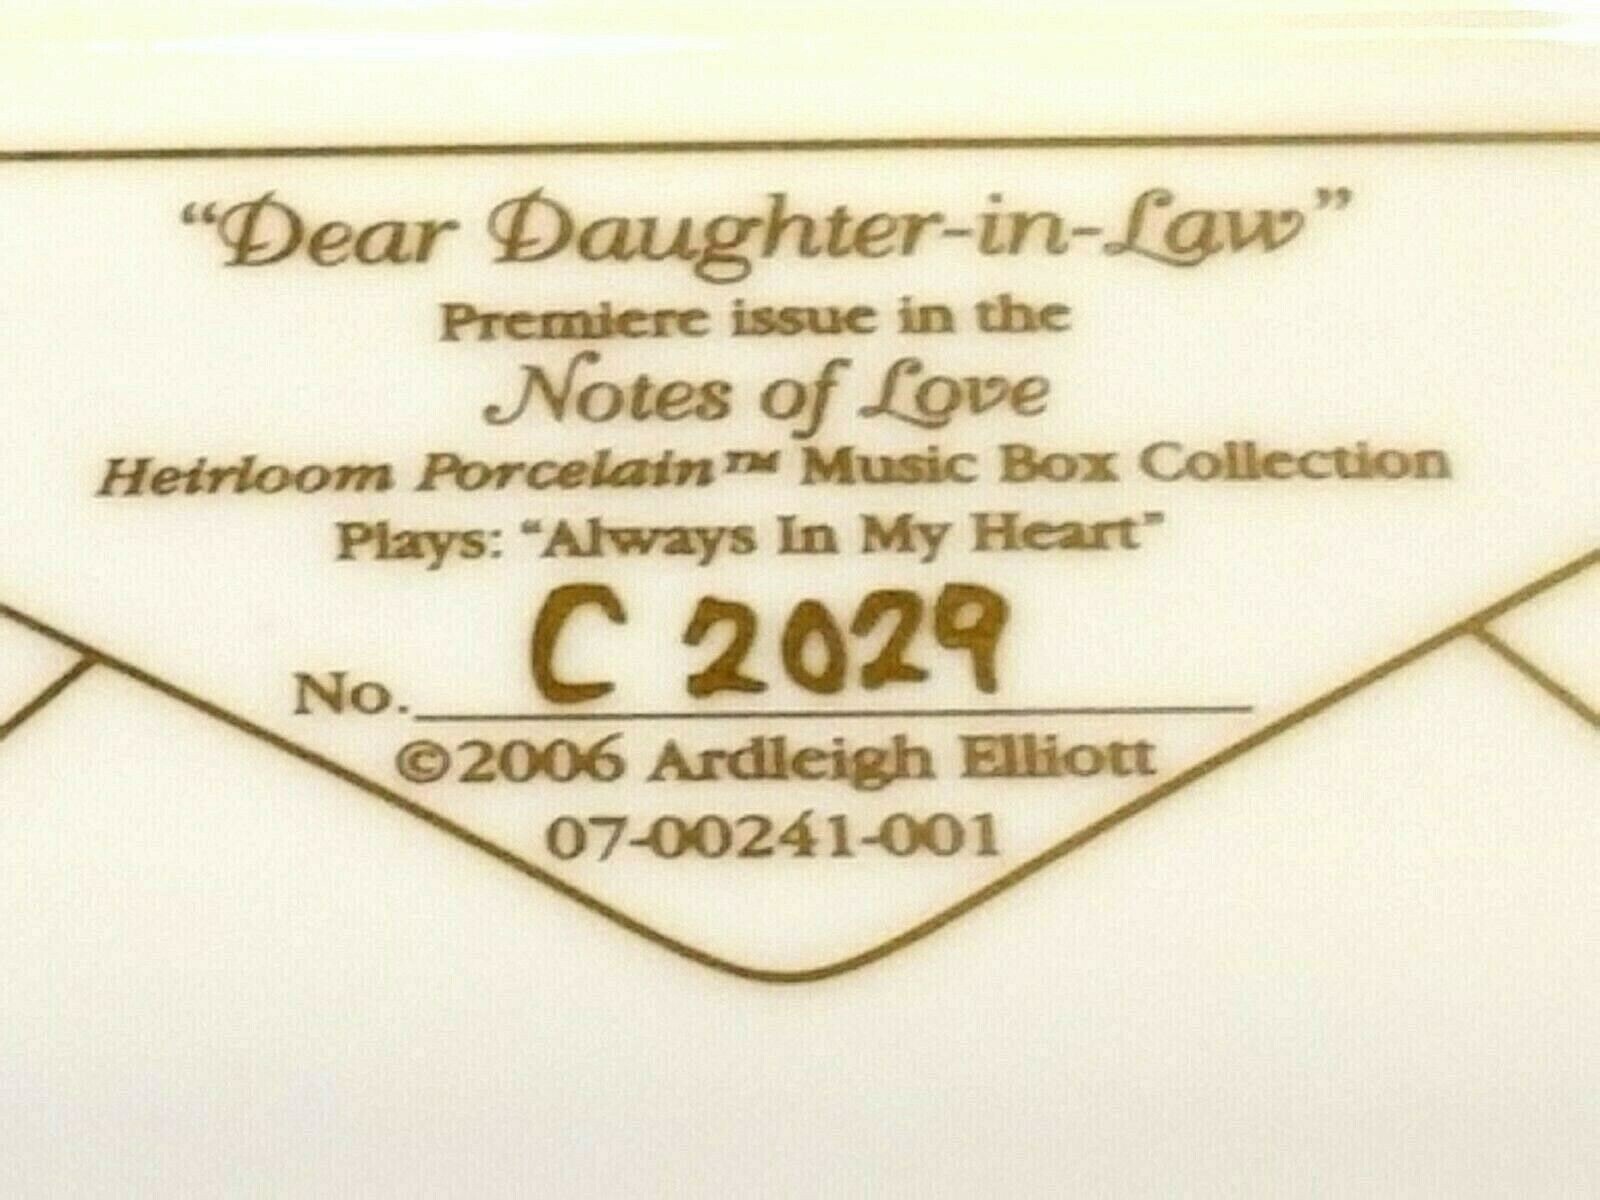 “Dear Daughter-in-Law”
Premiere issue in the
Notes of Love
Heirloom Porcelain™ Music Box Collection
Plays: “Always In My Heart”
No. C 2029
©2006 Ardleigh Elliott
07-00241-001